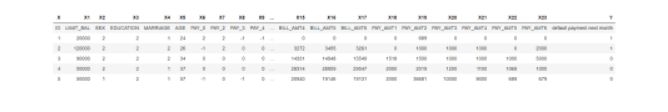 X X1 X2 X3 X4 X5 X6 X7 X8 X9 ... X15 X16 X17 X18 X19 X20 X21 X22 X23 Y
ID LIMIT_BAL SEX EDUCATION MARRIAGE AGE PAY_0 PAY_2 PAY_3 PAY_4 ... BILL_AMT4 BILL_AMT5 BILL_AMT6 PAY_AMT1 PAY_AMT2 PAY_AMT3 PAY_AMT4 PAY_AMT5 PAY_AMT6 default payment next month
1 20000 2 2 1 24 2 2 -1 -1 ... 0 0 0 0 689 0 0 0 0 1
2 120000 2 2 2 26 -1 2 0 0 ... 3272 3455 3261 0 1000 1000 1000 0 2000 1
3 90000 2 2 2 34 0 0 0 0 ... 14331 14948 15549 1518 1500 1000 1000 1000 5000 0
4 50000 2 2 1 37 0 0 0 0 ... 28314 28959 29547 2000 2019 1200 1100 1069 1000 0
5 50000 1 2 1 57 -1 0 -1 0 ... 20940 19146 19131 2000 36681 10000 9000 689 679 0